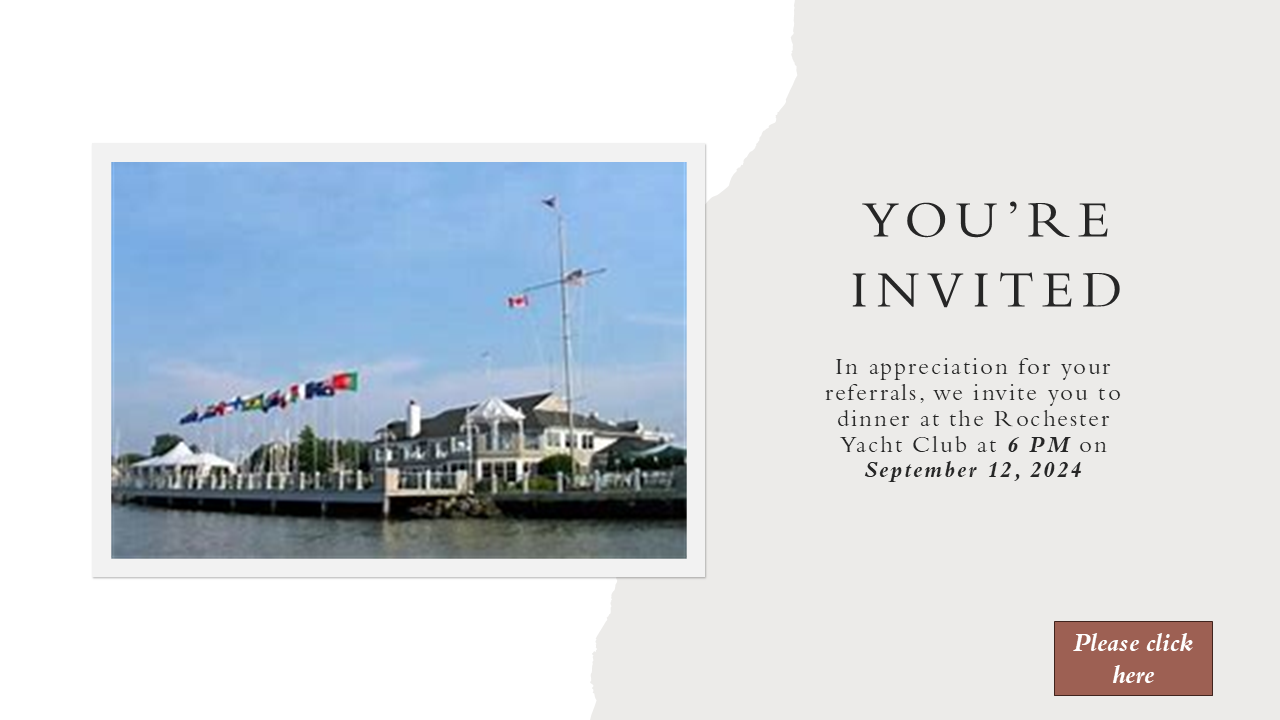 YOU’RE
INVITED
In appreciation for your
referrals, we invite you to
dinner at the Rochester
Yacht Club at 6 PM on
September 12, 2024
Please click
here